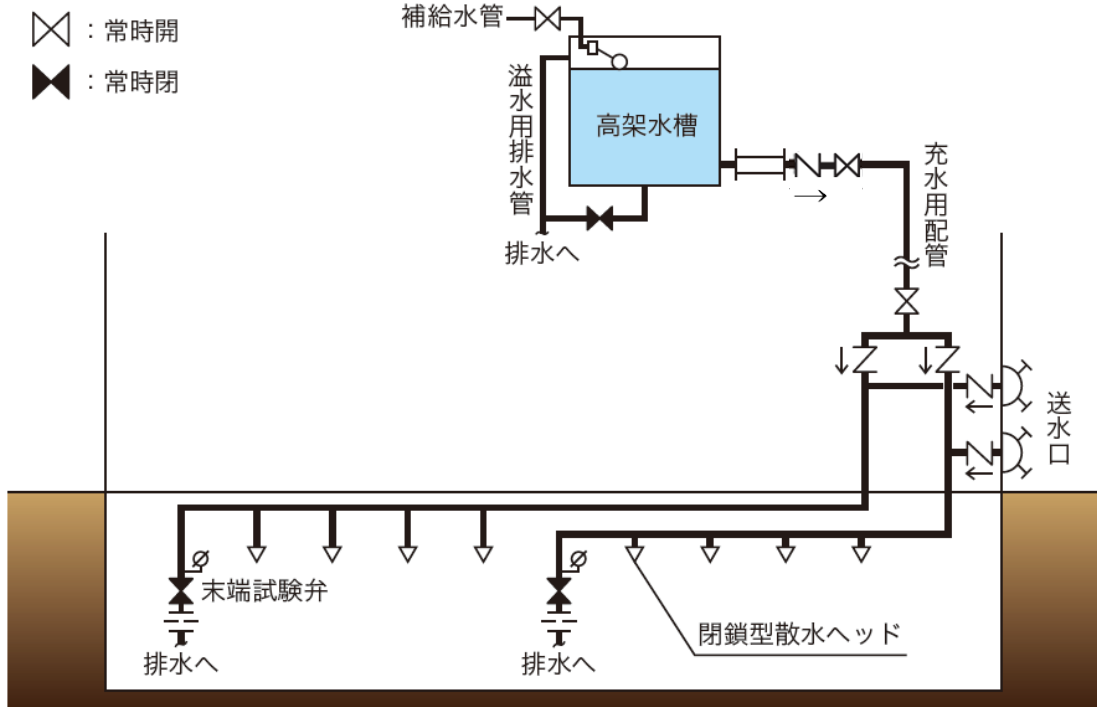 ：常時開
：常時閉
補給水管
溢水用排水管
高架水槽
排水へ
充水用配管
送水口
末端試験弁
排水へ
排水へ
閉鎖型散水ヘッド